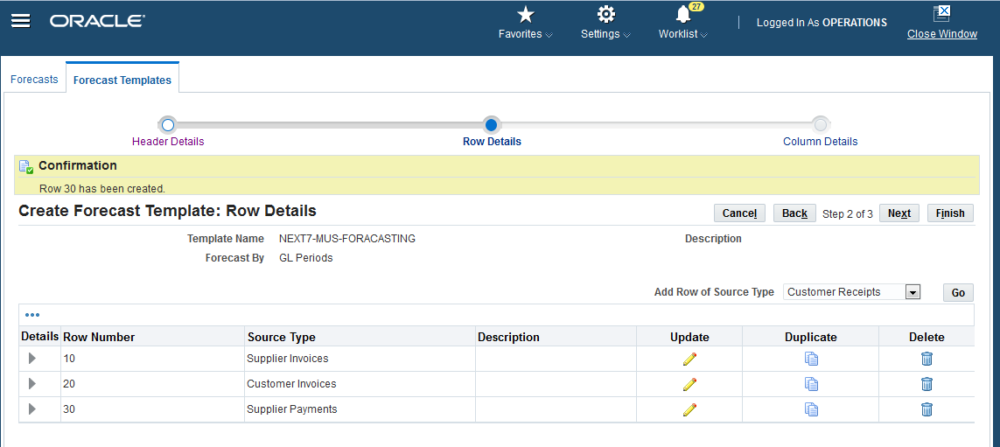 ORACLE
27
Favorites Settings Worklist Logged In As OPERATIONS Close Window
Forecasts Forecast Templates
Header Details Row Details Column Details
Confirmation
Row 30 has been created.
Create Forecast Template: Row Details Cancel Back Step 2 of 3 Next Finish
Template Name NEXT7-MUS-FORACASTING Description
Forecast By GL Periods
Add Row of Source Type Customer Receipts Go
Details Row Number Source Type Description Update Duplicate Delete
10 Supplier Invoices
20 Customer Invoices
30 Supplier Payments